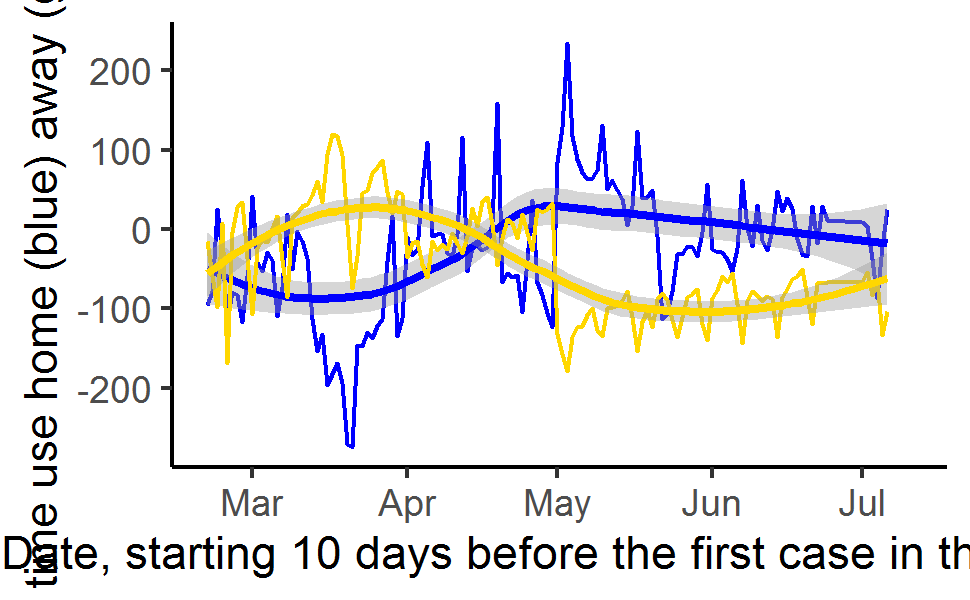 time use home (blue) away (
200
100
0
-100
-200
Mar Apr May Jun Jul
Date, starting 10 days before the first case in th